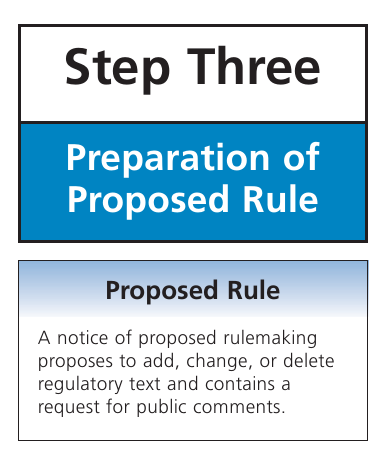 Step Three
Preparation of
Proposed Rule
Proposed Rule
A notice of proposed rulemaking
proposes to add, change, or delete
regulatory text and contains a
request for public comments.